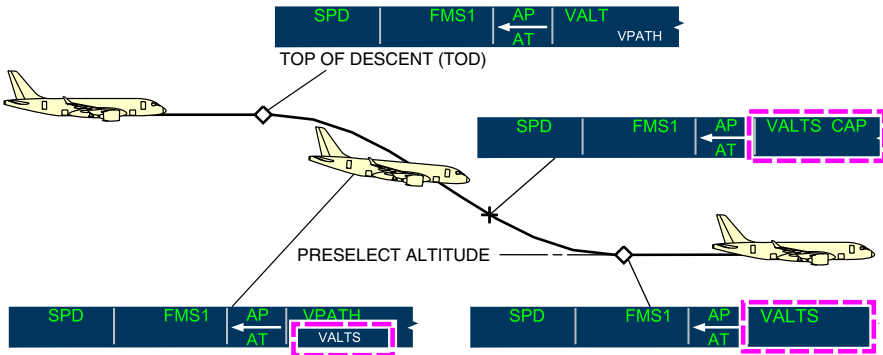 SPD FMS1 AP VALT
AT VPATH
TOP OF DESCENT (TOD)
SPD FMS1 AP VALTS CAP
AT
PRESELECT ALTITUDE
SPD FMS1 AP VPATH
AT VALTS
SPD FMS1 AP VALTS
AT